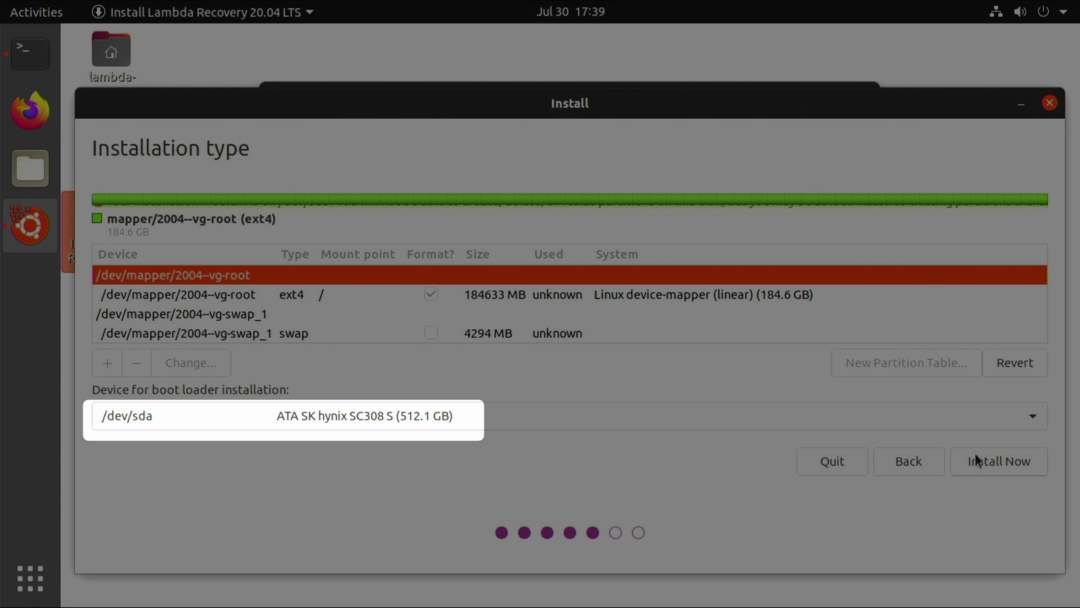 Activities Install Lambda Recovery 20.04 LTS Jul 30 17:39
>_
lambda-
Install
Installation type
mapper/2004--vg-root (ext4)
184.6 GB
Device Type Mount point Format? Size Used System
/dev/mapper/2004--vg-root
/dev/mapper/2004--vg-root ext4 / 184633 MB unknown Linux device-mapper (linear) (184.6 GB)
/dev/mapper/2004--vg-swap_1
/dev/mapper/2004--vg-swap_1 swap 4294 MB unknown
+ − Change... New Partition Table... Revert
Device for boot loader installation:
/dev/sda ATA SK hynix SC308 S (512.1 GB)
Quit Back Install Now